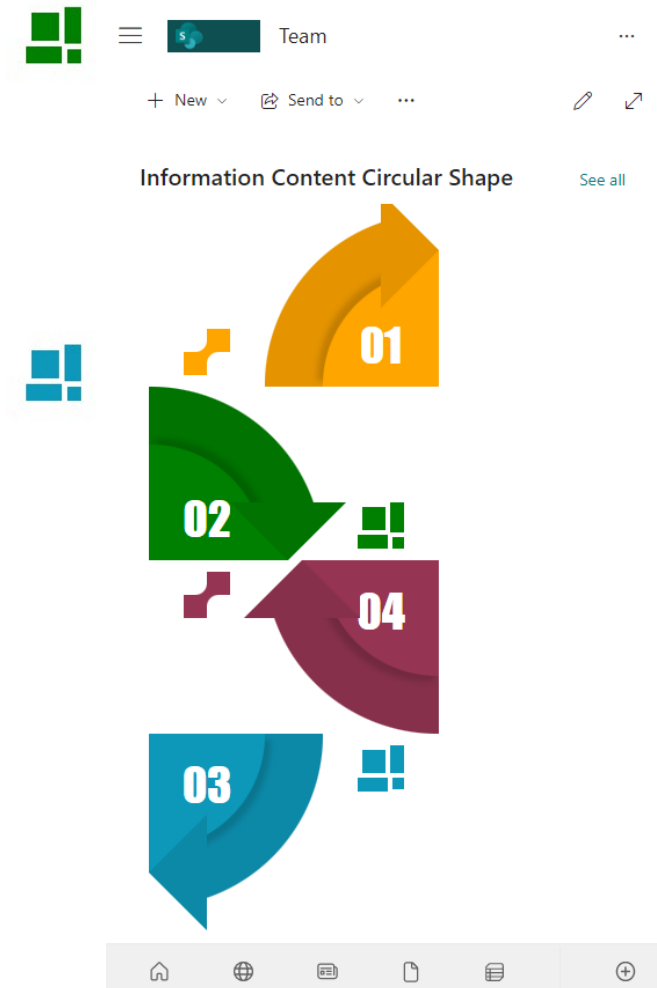 S Team
...
+ New Send to ...
Information Content Circular Shape See all
01
02
04
03